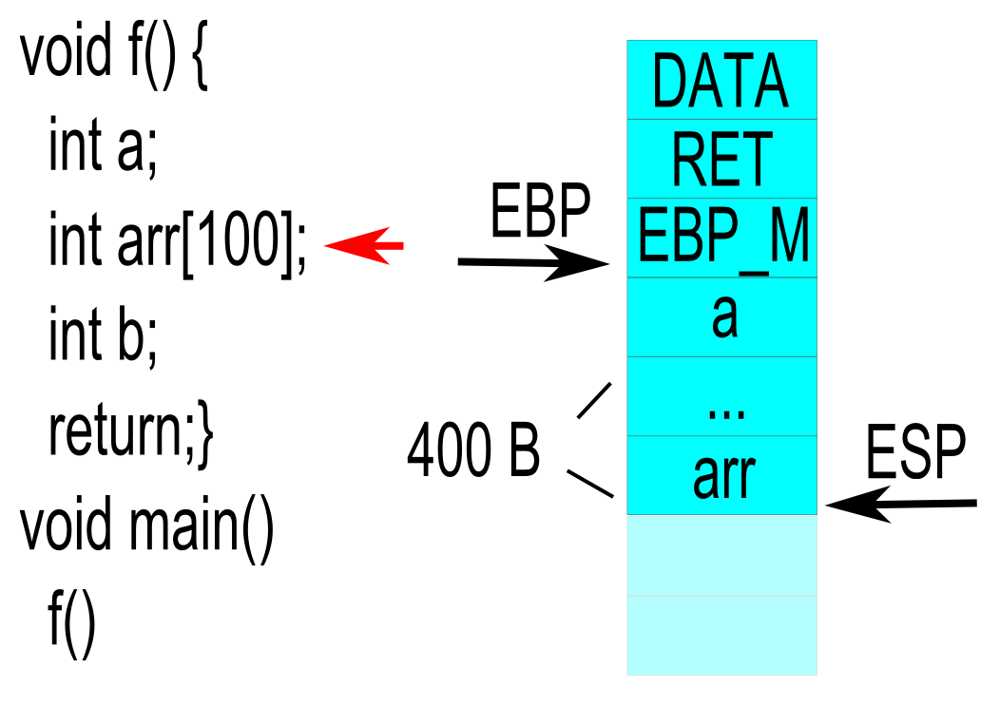 void f() {
int a;
int arr[100];
int b;
return;}
void main()
f()
EBP
400 B
DATA
RET
EBP_M
a
...
arr
ESP